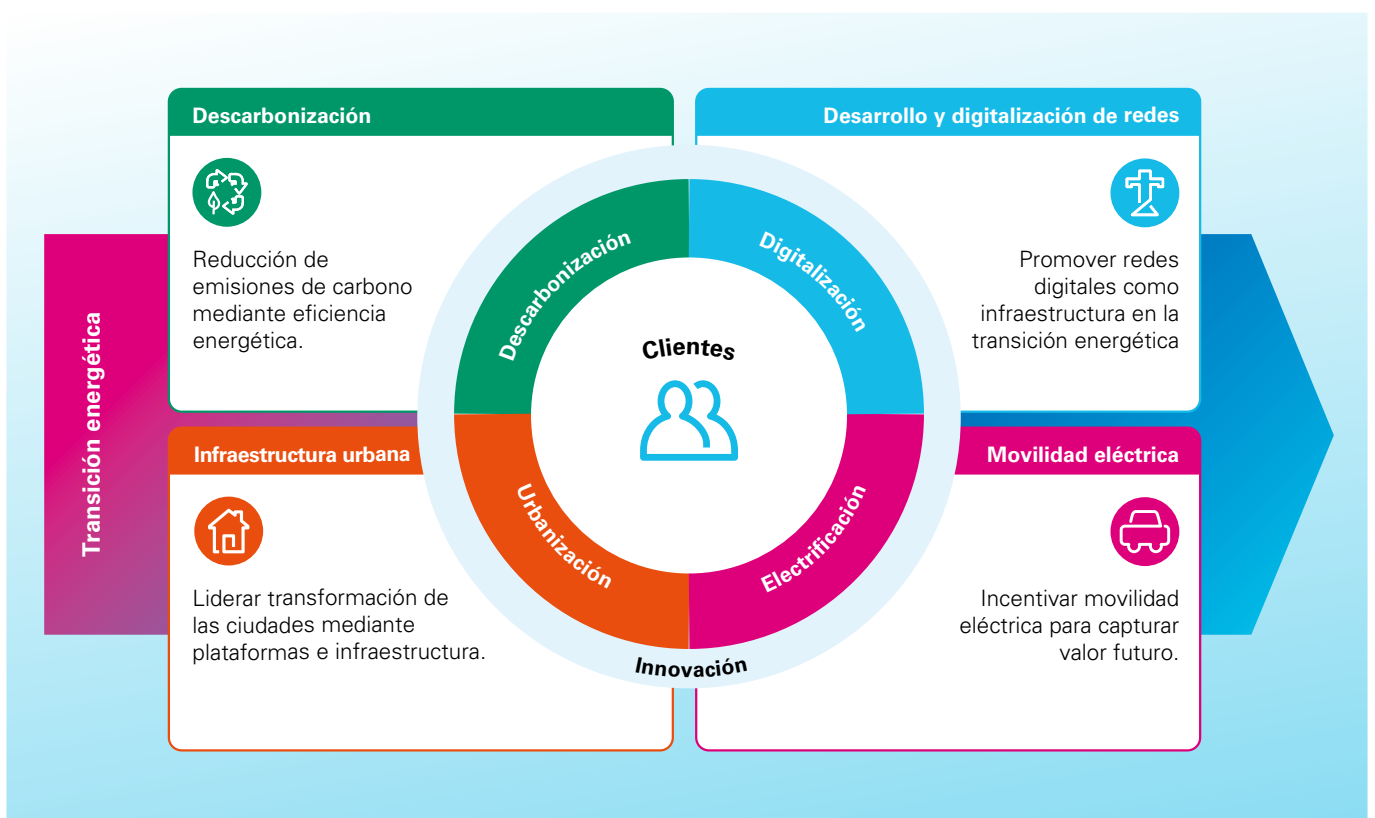 Transición energética
Descarbonización
Reducción de
emisiones de carbono
mediante eficiencia
energética.
Desarrollo y digitalización de redes
Promover redes
digitales como
infraestructura en la
transición energética
Infraestructura urbana
Liderar transformación de
las ciudades mediante
plataformas e infraestructura.
Movilidad eléctrica
Incentivar movilidad
eléctrica para capturar
valor futuro.
Descarbonización
Digitalización
Urbanización
Electrificación
Clientes
Innovación